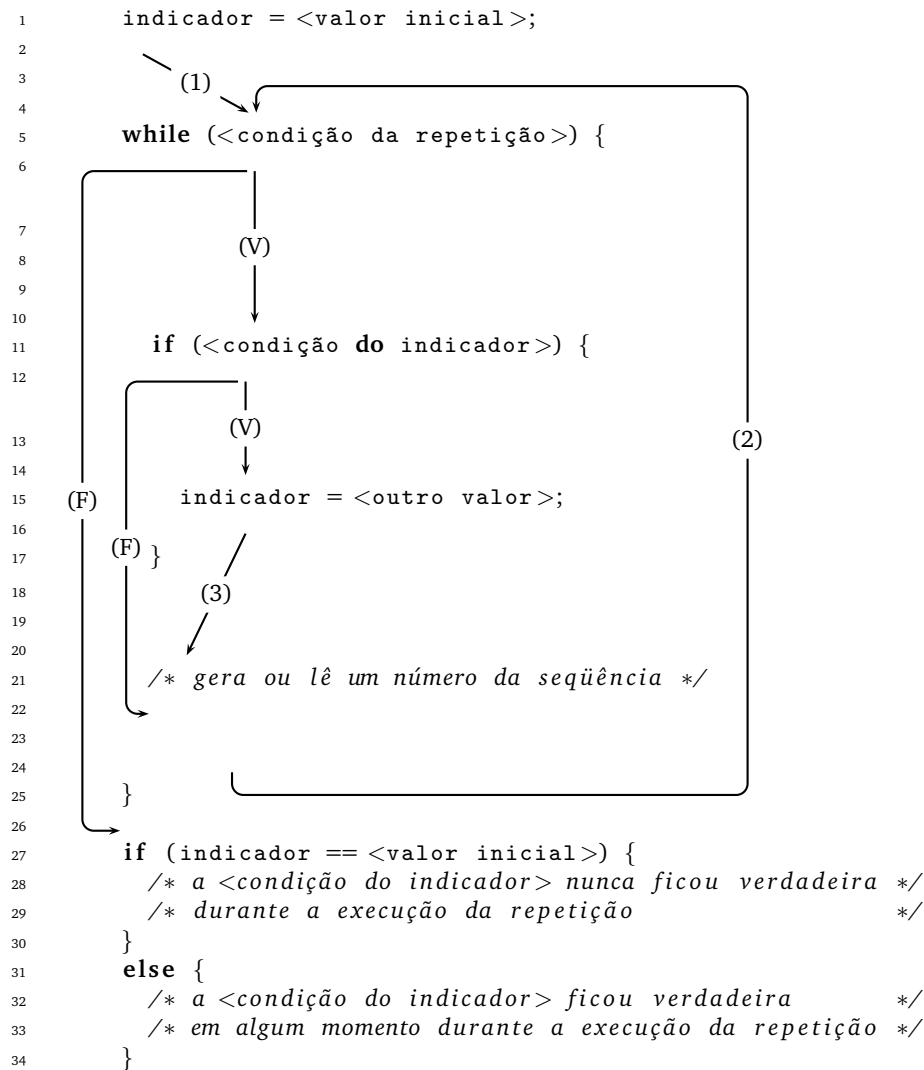 1 indicador = <valor inicial>;
2
3 (1)
4
5 while (<condição da repetição>) {
6
7
8 (V)
9
10
11 if (<condição do indicador>) {
12
(V)
13 (2)
14
15 (F) indicador = <outro valor>;
16
17 (F) }
18 (3)
19
20
21 /* gera ou lê um número da seqüência */
22
23
24
25 }
26
27 if (indicador == <valor inicial>) {
28 /* a <condição do indicador> nunca ficou verdadeira */
29 /* durante a execução da repetição */
30 }
31 else {
32 /* a <condição do indicador> ficou verdadeira */
33 /* em algum momento durante a execução da repetição */
34 }